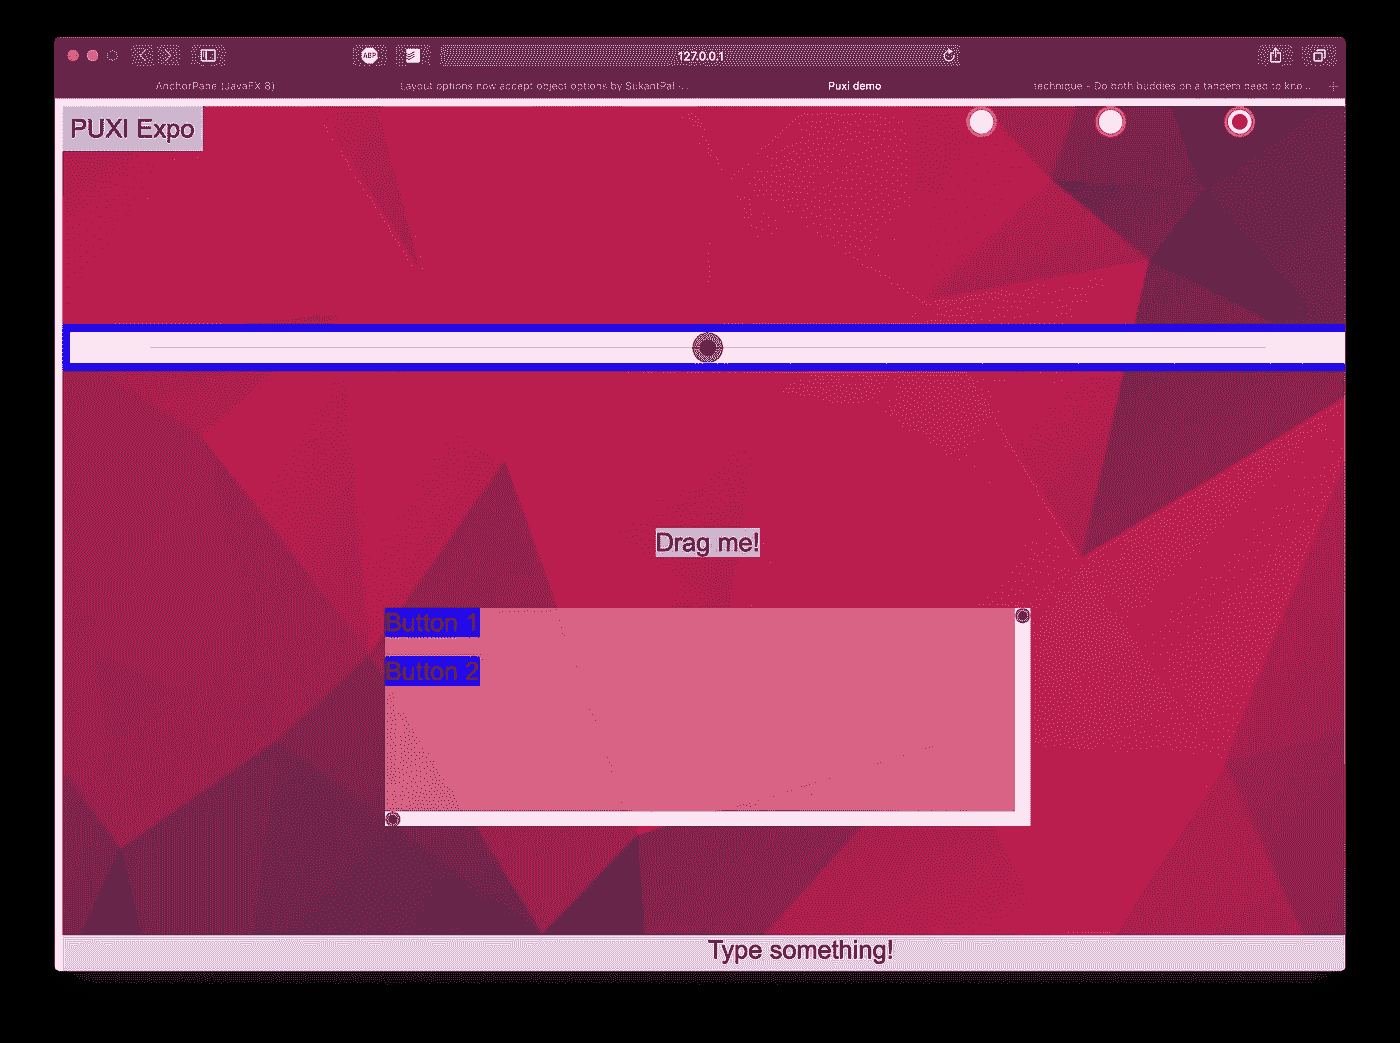 ABP
127.0.0.1
AnchorPane (JavaFX 8)
Layout options now accept object options by SukantPal ·...
Puxi demo
technique - Do both buddies on a tandem need to kno...
PUXI Expo
Drag me!
Button 1
Button 2
Type something!